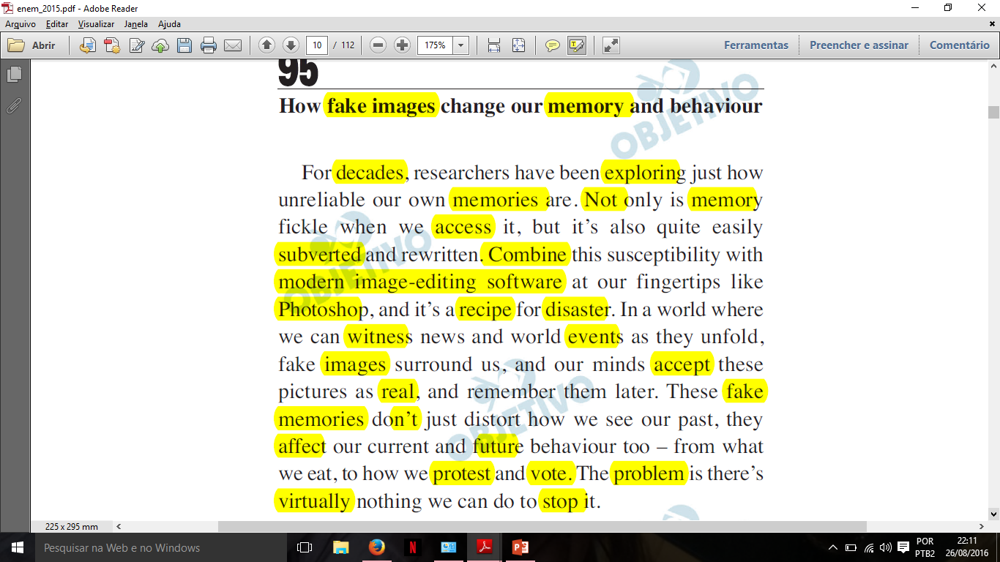 enem_2015.pdf - Adobe Reader
Arquivo Editar Visualizar Janela Ajuda
Abrir 10 / 112 175% Ferramentas Preencher e assinar Comentário
95
How fake images change our memory and behaviour
For decades, researchers have been exploring just how
unreliable our own memories are. Not only is memory
fickle when we access it, but it’s also quite easily
subverted and rewritten. Combine this susceptibility with
modern image-editing software at our fingertips like
Photoshop, and it’s a recipe for disaster. In a world where
we can witness news and world events as they unfold,
fake images surround us, and our minds accept these
pictures as real, and remember them later. These fake
memories don’t just distort how we see our past, they
affect our current and future behaviour too – from what
we eat, to how we protest and vote. The problem is there’s
virtually nothing we can do to stop it.
OBJETIVO
OBJETIVO
OBJETIVO
225 x 295 mm
Pesquisar na Web e no Windows
POR 22:11
PTB2 26/08/2016